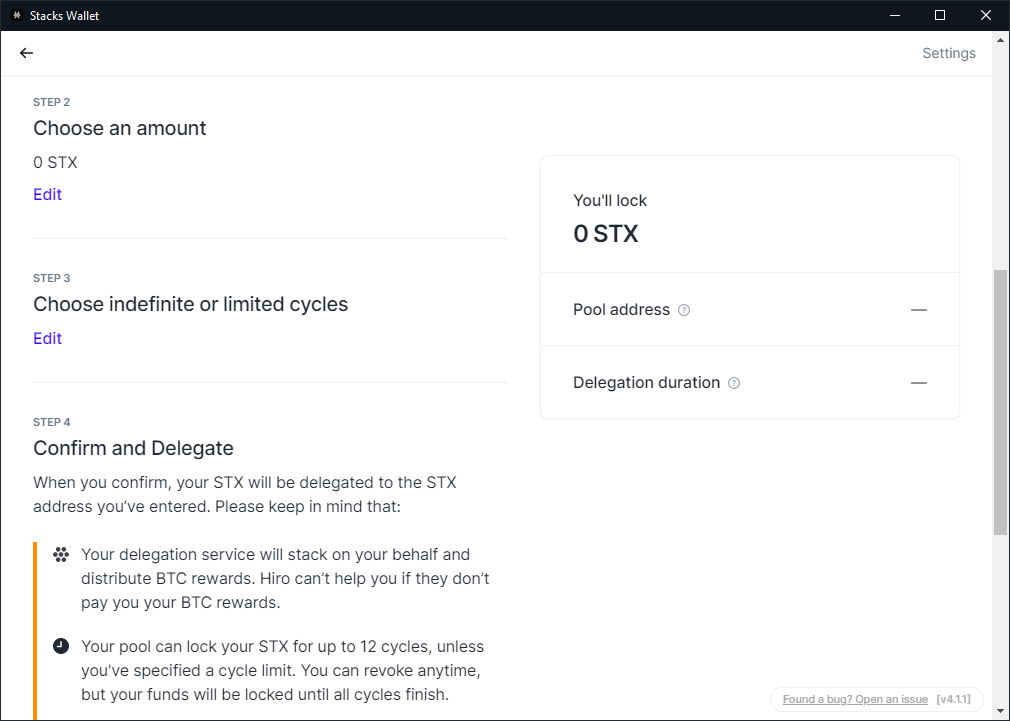 Stacks Wallet
Settings
STEP 2
Choose an amount
0 STX
Edit
STEP 3
Choose indefinite or limited cycles
Edit
STEP 4
Confirm and Delegate
When you confirm, your STX will be delegated to the STX
address you’ve entered. Please keep in mind that:
Your delegation service will stack on your behalf and
distribute BTC rewards. Hiro can’t help you if they don’t
pay you your BTC rewards.
Your pool can lock your STX for up to 12 cycles, unless
you've specified a cycle limit. You can revoke anytime,
but your funds will be locked until all cycles finish.
You'll lock
0 STX
Pool address ? —
Delegation duration ? —
Found a bug? Open an issue [v4.1.1]